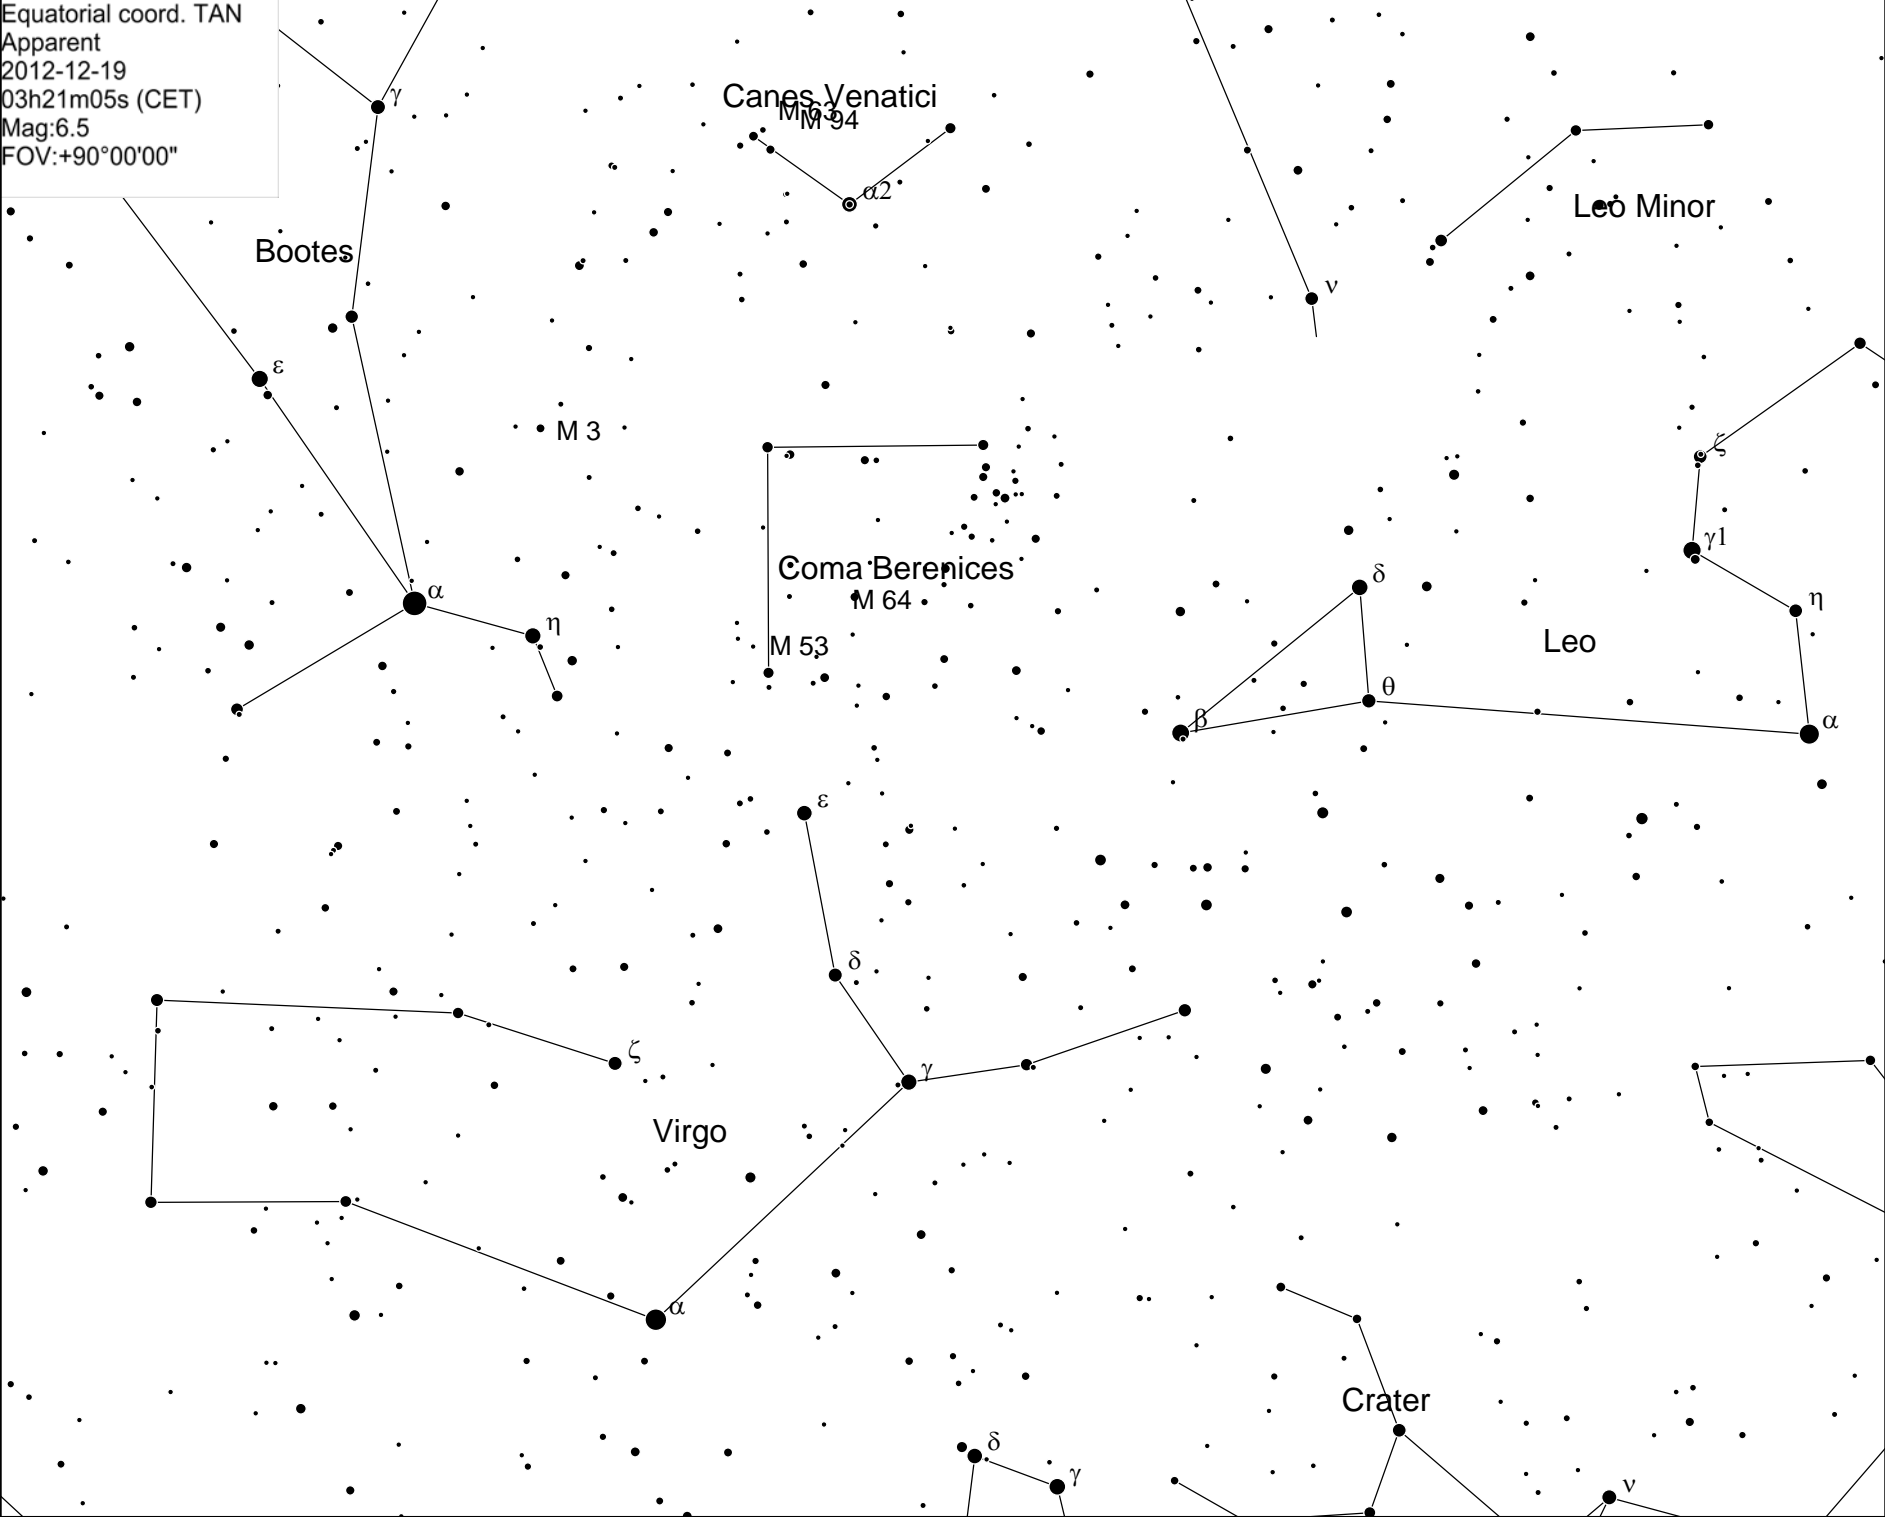 Equatorial coord. TAN
Apparent
2012-12-19
03h21m05s (CET)
Mag:6.5
FOV:+90°00'00"
γ
Canes Venatici
M 63
M 94
α2
Leo Minor
Bootes
ν
ε
M 3
ζ
γ1
Coma Berenices
δ
α
M 64
η
η
Leo
M 53
θ
β
α
ε
δ
ζ
γ
Virgo
α
Crater
δ
γ
ν